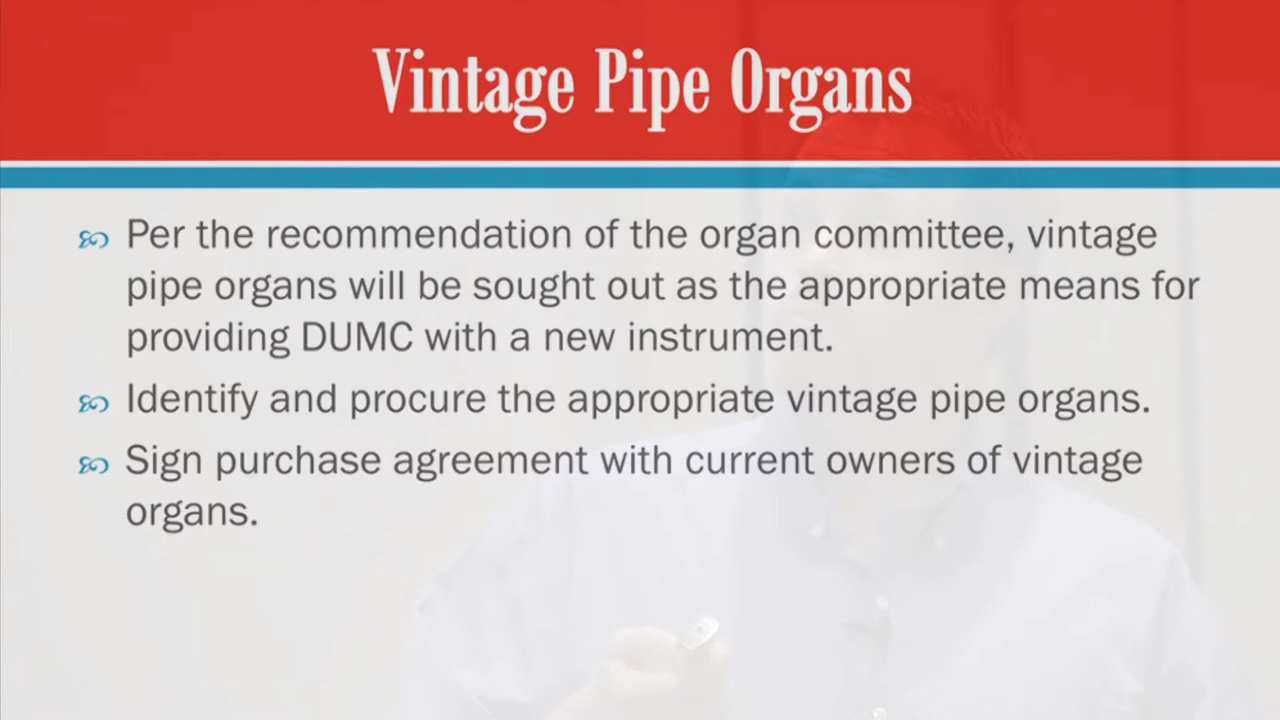 Vintage Pipe Organs
Per the recommendation of the organ committee, vintage
pipe organs will be sought out as the appropriate means for
providing DUMC with a new instrument.
Identify and procure the appropriate vintage pipe organs.
Sign purchase agreement with current owners of vintage
organs.